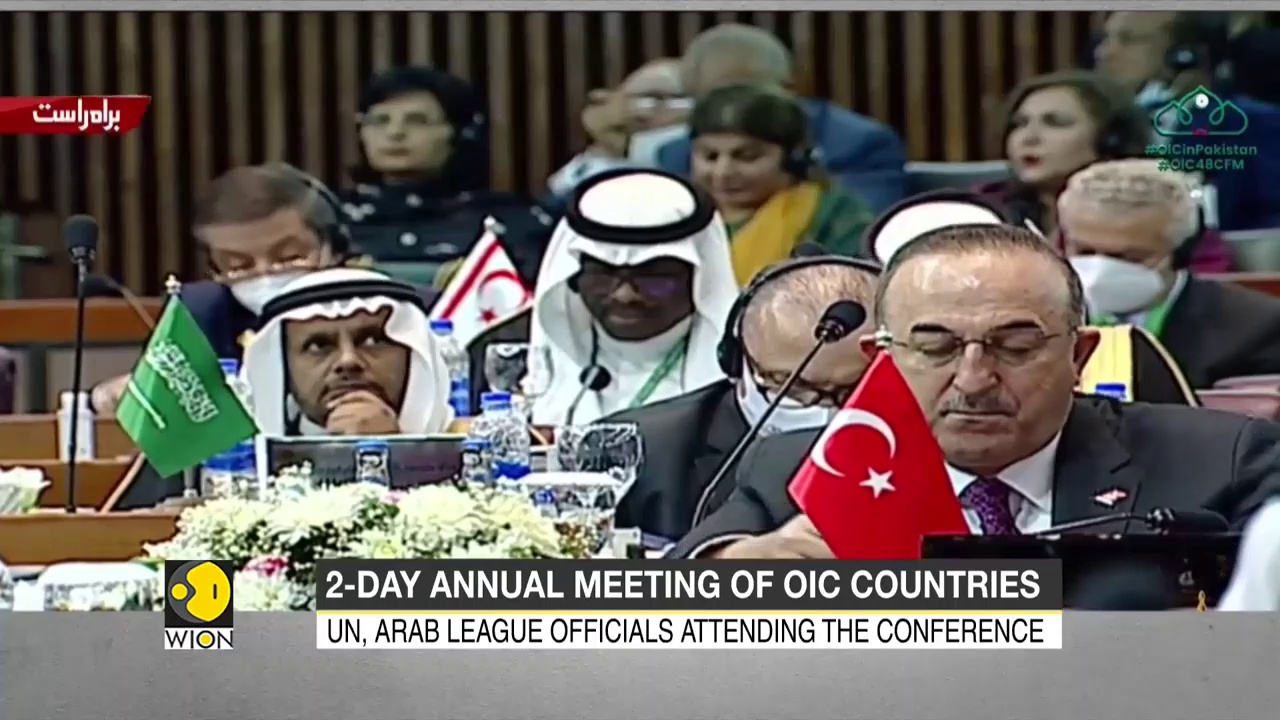 براہ راست
#OICinPakistan
#OIC48CFM
2-DAY ANNUAL MEETING OF OIC COUNTRIES
WION
UN, ARAB LEAGUE OFFICIALS ATTENDING THE CONFERENCE